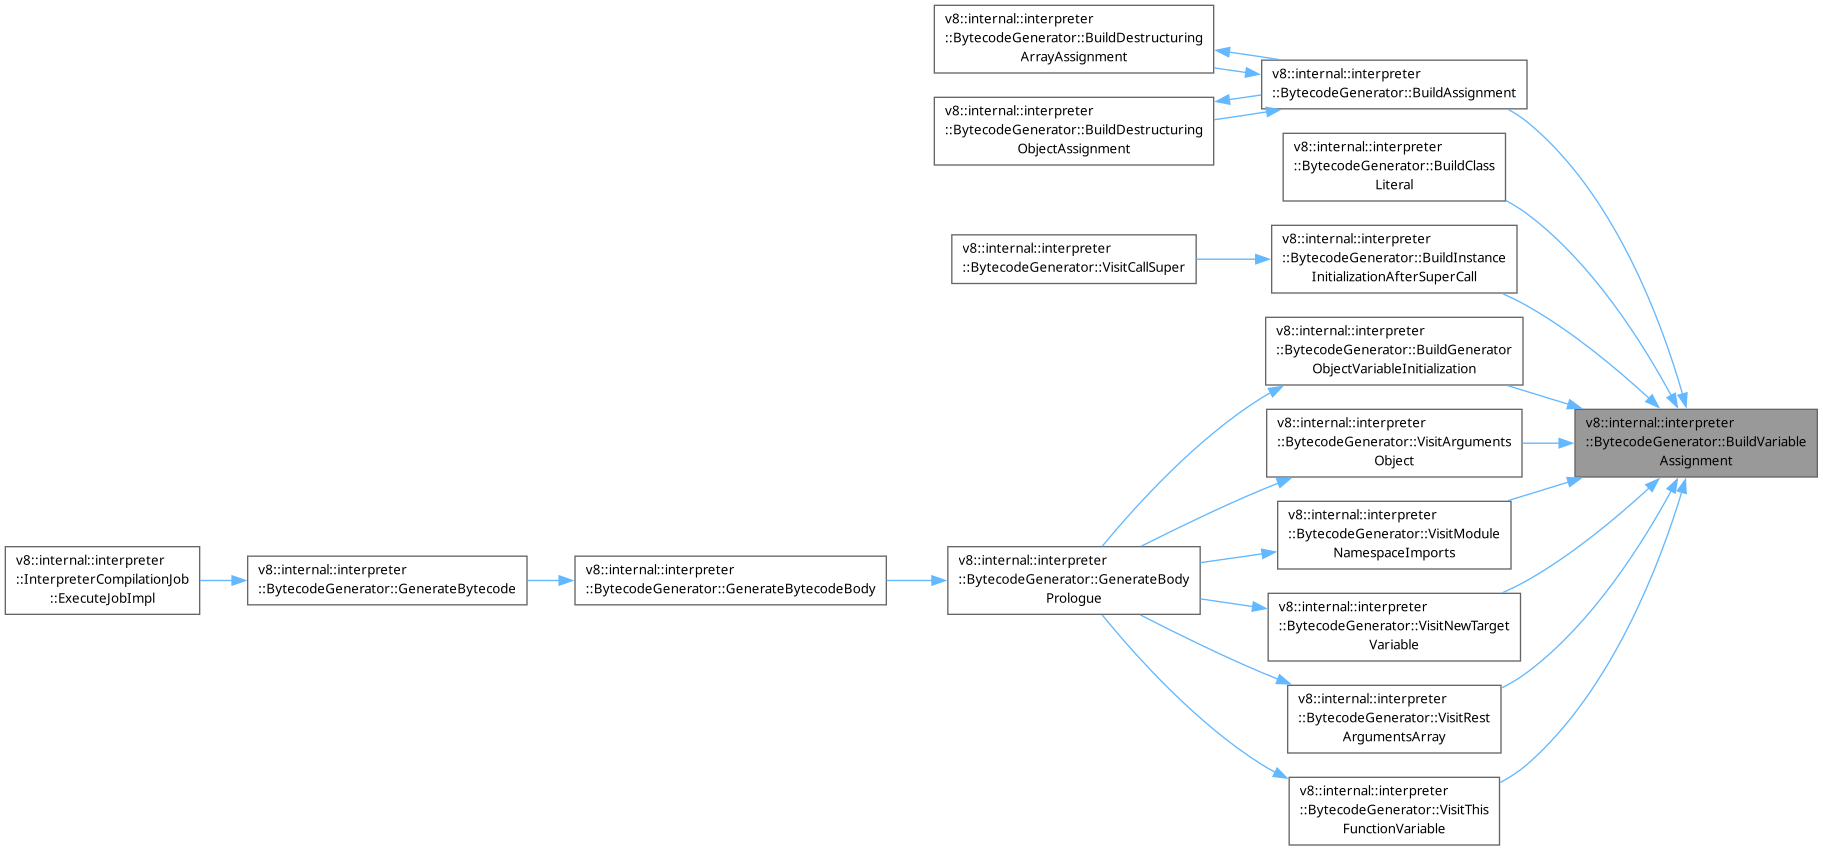 v8::internal::interpreter
::BytecodeGenerator::BuildDestructuring
ArrayAssignment
v8::internal::interpreter
::BytecodeGenerator::BuildAssignment
v8::internal::interpreter
::BytecodeGenerator::BuildDestructuring
ObjectAssignment
v8::internal::interpreter
::BytecodeGenerator::BuildClass
Literal
v8::internal::interpreter
::BytecodeGenerator::VisitCallSuper
v8::internal::interpreter
::BytecodeGenerator::BuildInstance
InitializationAfterSuperCall
v8::internal::interpreter
::BytecodeGenerator::BuildGenerator
ObjectVariableInitialization
v8::internal::interpreter
::BytecodeGenerator::VisitArguments
Object
v8::internal::interpreter
::BytecodeGenerator::BuildVariable
Assignment
v8::internal::interpreter
::BytecodeGenerator::VisitModule
NamespaceImports
v8::internal::interpreter
::InterpreterCompilationJob
::ExecuteJobImpl
v8::internal::interpreter
::BytecodeGenerator::GenerateBytecode
v8::internal::interpreter
::BytecodeGenerator::GenerateBytecodeBody
v8::internal::interpreter
::BytecodeGenerator::GenerateBody
Prologue
v8::internal::interpreter
::BytecodeGenerator::VisitNewTarget
Variable
v8::internal::interpreter
::BytecodeGenerator::VisitRest
ArgumentsArray
v8::internal::interpreter
::BytecodeGenerator::VisitThis
FunctionVariable